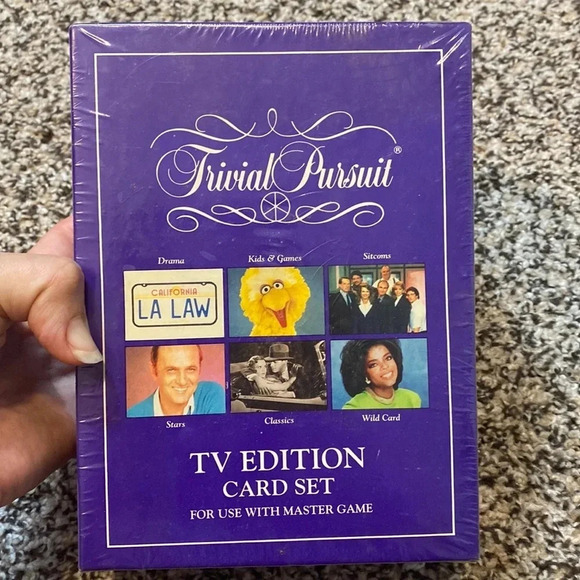 Trivial Pursuit®
Drama Kids & Games Sitcoms
CALIFORNIA
LA LAW
Stars Classics Wild Card
TV EDITION
CARD SET
FOR USE WITH MASTER GAME